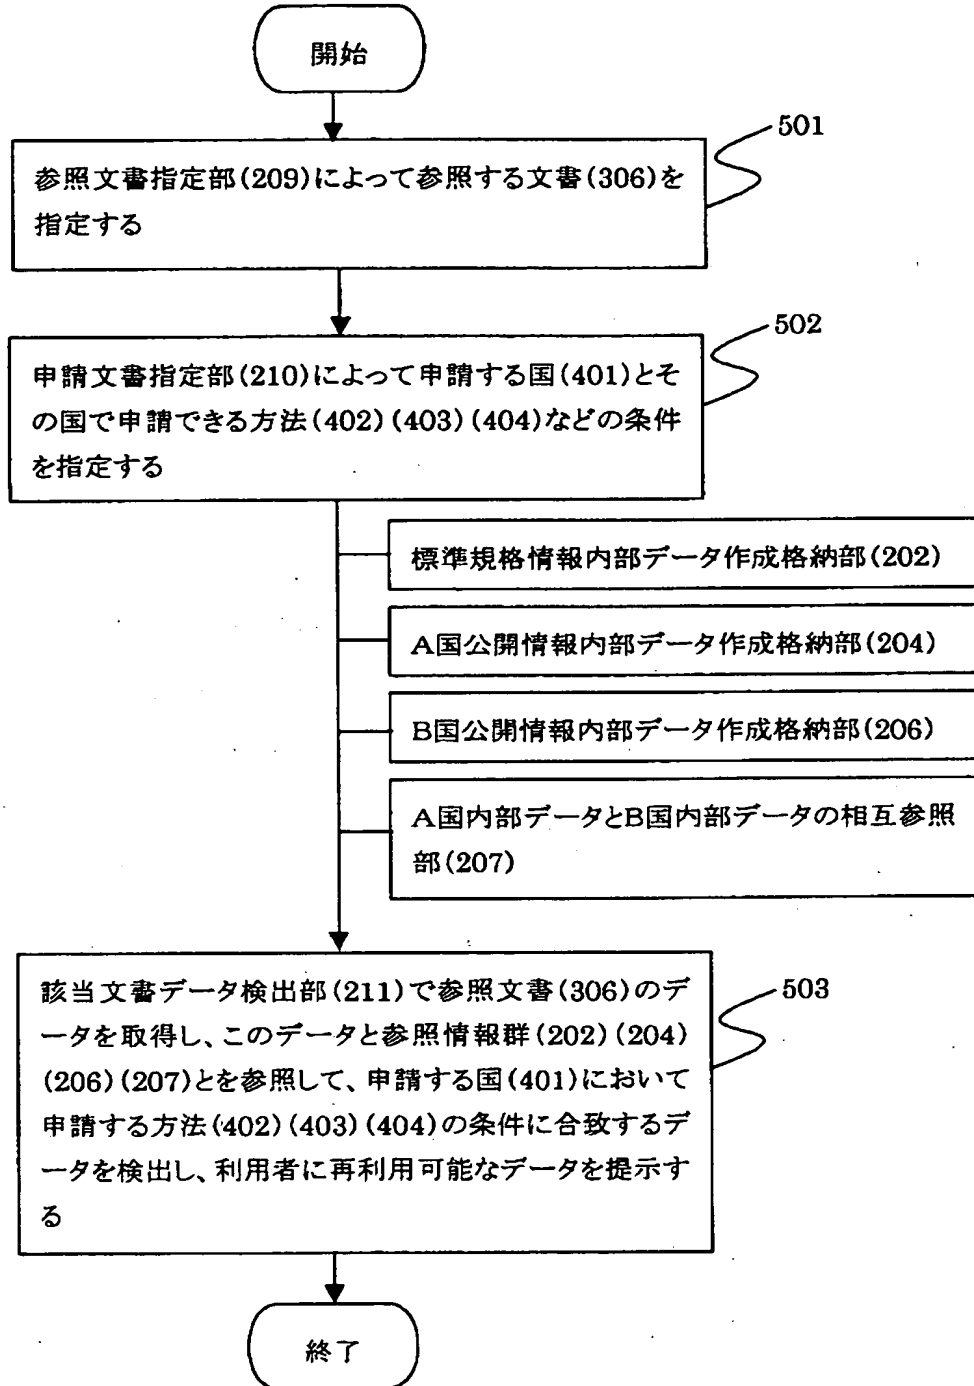 開始
501
参照文書指定部(209)によって参照する文書(306)を
指定する
502
申請文書指定部(210)によって申請する国(401)とそ
の国で申請できる方法(402)(403)(404)などの条件
を指定する
標準規格情報内部データ作成格納部(202)
A国公開情報内部データ作成格納部(204)
B国公開情報内部データ作成格納部(206)
A国内部データとB国内部データの相互参照
部(207)
503
該当文書データ検出部(211)で参照文書(306)のデ
ータを取得し、このデータと参照情報群(202)(204)
(206)(207)とを参照して、申請する国(401)において
申請する方法(402)(403)(404)の条件に合致するデ
ータを検出し、利用者に再利用可能なデータを提示す
る
終了